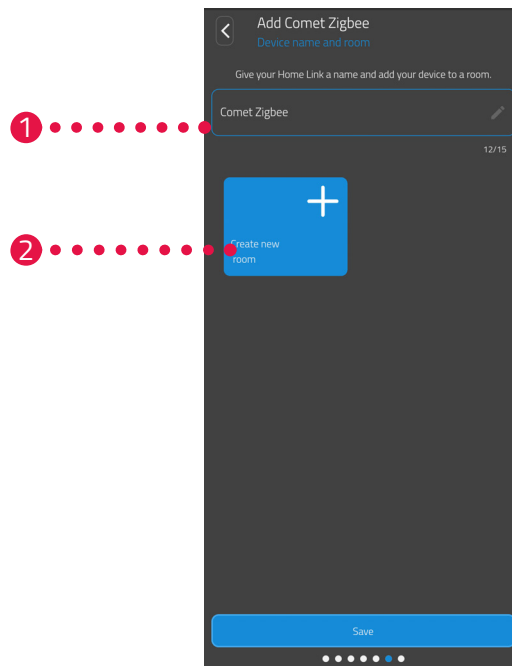 Add Comet Zigbee
Device name and room
Give your Home Link a name and add your device to a room.
1
Comet Zigbee
12/15
2
Create new
room
Save